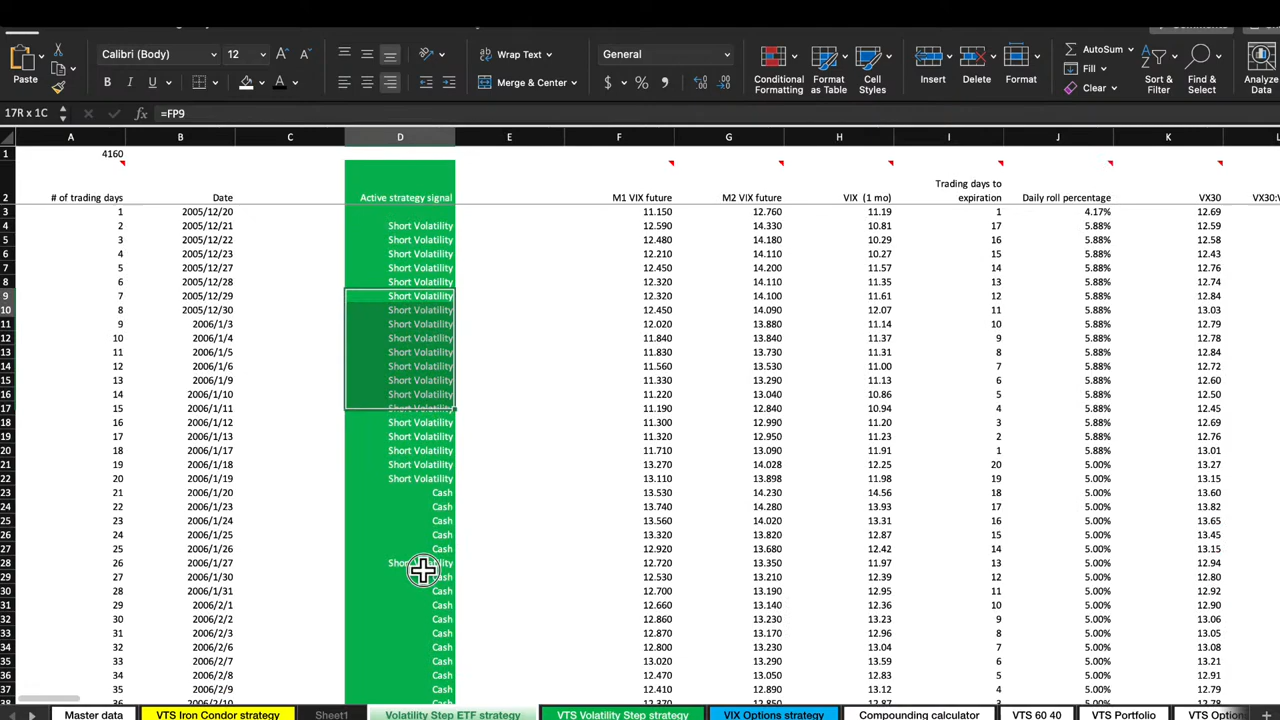 Comments
Calibri (Body) 12 Wrap Text General AutoSum
Paste Merge & Center Conditional Formatting Format as Table Cell Styles Insert Delete Format Fill Clear Sort & Filter Find & Select Analyze Data
17R x 1C fx =FP9
A B C D E F G H I J K L
1 4160
2 # of trading days Date Active strategy signal M1 VIX future M2 VIX future VIX (1 mo) Trading days to expiration Daily roll percentage VX30
3 1 2005/12/20 11.150 12.760 11.19 1 4.17% 12.69
4 2 2005/12/21 Short Volatility 12.590 14.330 10.81 17 5.88% 12.59
5 3 2005/12/22 Short Volatility 12.480 14.180 10.29 16 5.88% 12.58
6 4 2005/12/23 Short Volatility 12.210 14.110 10.27 15 5.88% 12.43
7 5 2005/12/27 Short Volatility 12.450 14.200 11.57 14 5.88% 12.76
8 6 2005/12/28 Short Volatility 12.320 14.110 11.35 13 5.88% 12.74
9 7 2005/12/29 Short Volatility 12.320 14.100 11.61 12 5.88% 12.84
10 8 2005/12/30 Short Volatility 12.450 14.090 12.07 11 5.88% 13.03
11 9 2006/1/3 Short Volatility 12.020 13.880 11.14 10 5.88% 12.79
12 10 2006/1/4 Short Volatility 11.840 13.840 11.37 9 5.88% 12.78
13 11 2006/1/5 Short Volatility 11.830 13.730 11.31 8 5.88% 12.84
14 12 2006/1/6 Short Volatility 11.560 13.530 11.00 7 5.88% 12.72
15 13 2006/1/9 Short Volatility 11.330 13.290 11.13 6 5.88% 12.60
16 14 2006/1/10 Short Volatility 11.220 13.040 10.86 5 5.88% 12.50
17 15 2006/1/11 Short Volatility 11.190 12.840 10.94 4 5.88% 12.45
18 16 2006/1/12 Short Volatility 11.300 12.990 11.20 3 5.88% 12.69
19 17 2006/1/13 Short Volatility 11.320 12.950 11.23 2 5.88% 12.76
20 18 2006/1/17 Short Volatility 11.710 13.090 11.91 1 5.88% 13.01
21 19 2006/1/18 Short Volatility 13.270 14.028 12.25 20 5.00% 13.27
22 20 2006/1/19 Short Volatility 13.110 13.898 11.98 19 5.00% 13.15
23 21 2006/1/20 Cash 13.530 14.230 14.56 18 5.00% 13.60
24 22 2006/1/23 Cash 13.740 14.280 13.93 17 5.00% 13.82
25 23 2006/1/24 Cash 13.560 14.020 13.31 16 5.00% 13.65
26 24 2006/1/25 Cash 13.320 13.820 12.87 15 5.00% 13.45
27 25 2006/1/26 Cash 12.920 13.680 12.42 14 5.00% 13.15
28 26 2006/1/27 12.720 13.350 11.97 13 5.00% 12.94
29 27 2006/1/30 Cash 12.530 13.210 12.39 12 5.00% 12.80
30 28 2006/1/31 Cash 12.700 13.190 12.95 11 5.00% 12.92
31 29 2006/2/1 Cash 12.660 13.140 12.36 10 5.00% 12.90
32 30 2006/2/2 Cash 12.860 13.230 13.23 9 5.00% 13.06
33 31 2006/2/3 Cash 12.870 13.170 12.96 8 5.00% 13.05
34 32 2006/2/6 Cash 12.900 13.230 13.04 7 5.00% 13.08
35 33 2006/2/7 Cash 13.020 13.290 13.59 6 5.00% 13.21
36 34 2006/2/8 Cash 12.470 13.050 12.83 5 5.00% 12.88
37 35 2006/2/9 Cash 12.410 12.890 13.12 4 5.00% 12.81
Master data VTS Iron Condor strategy Sheet1 Volatility Step ETF strategy VTS Volatility Step strategy VIX Options strategy Compounding calculator VTS 60 40 VTS Portfolio